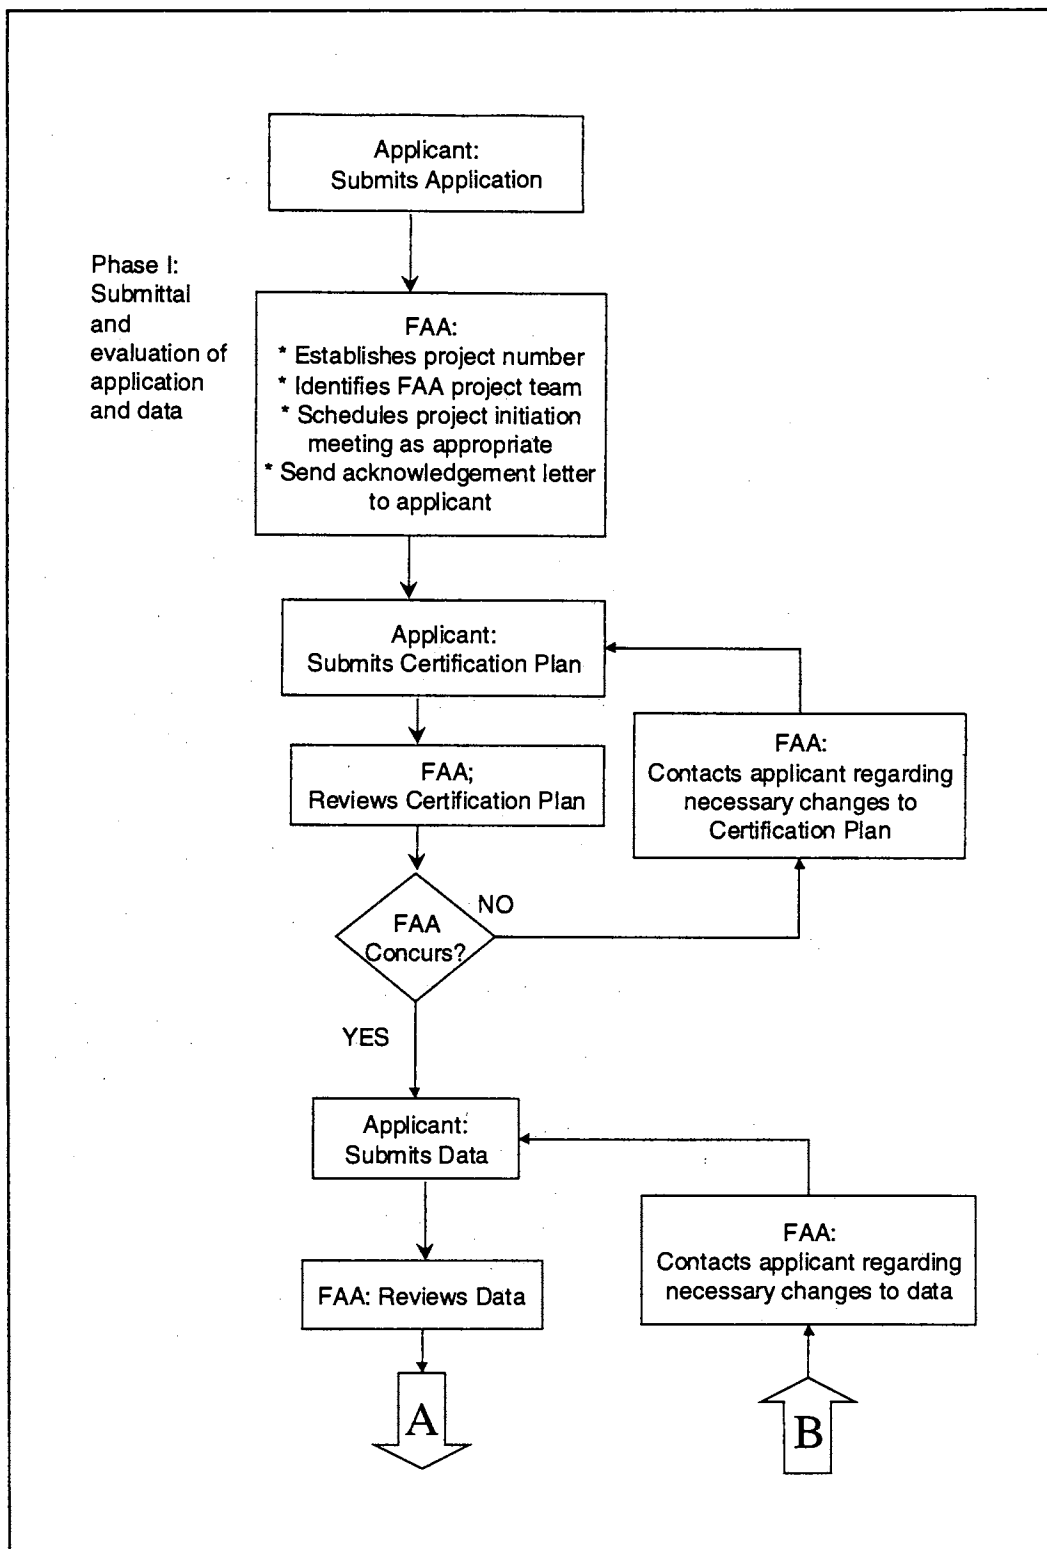 Applicant:
Submits Application
Phase I:
Submittal
and
evaluation of
application
and data
FAA:
* Establishes project number
* Identifies FAA project team
* Schedules project initiation
meeting as appropriate
* Send acknowledgement letter
to applicant
Applicant:
Submits Certification Plan
FAA;
Reviews Certification Plan
FAA:
Contacts applicant regarding
necessary changes to
Certification Plan
FAA
Concurs?
NO
YES
Applicant:
Submits Data
FAA: Reviews Data
FAA:
Contacts applicant regarding
necessary changes to data
A
B